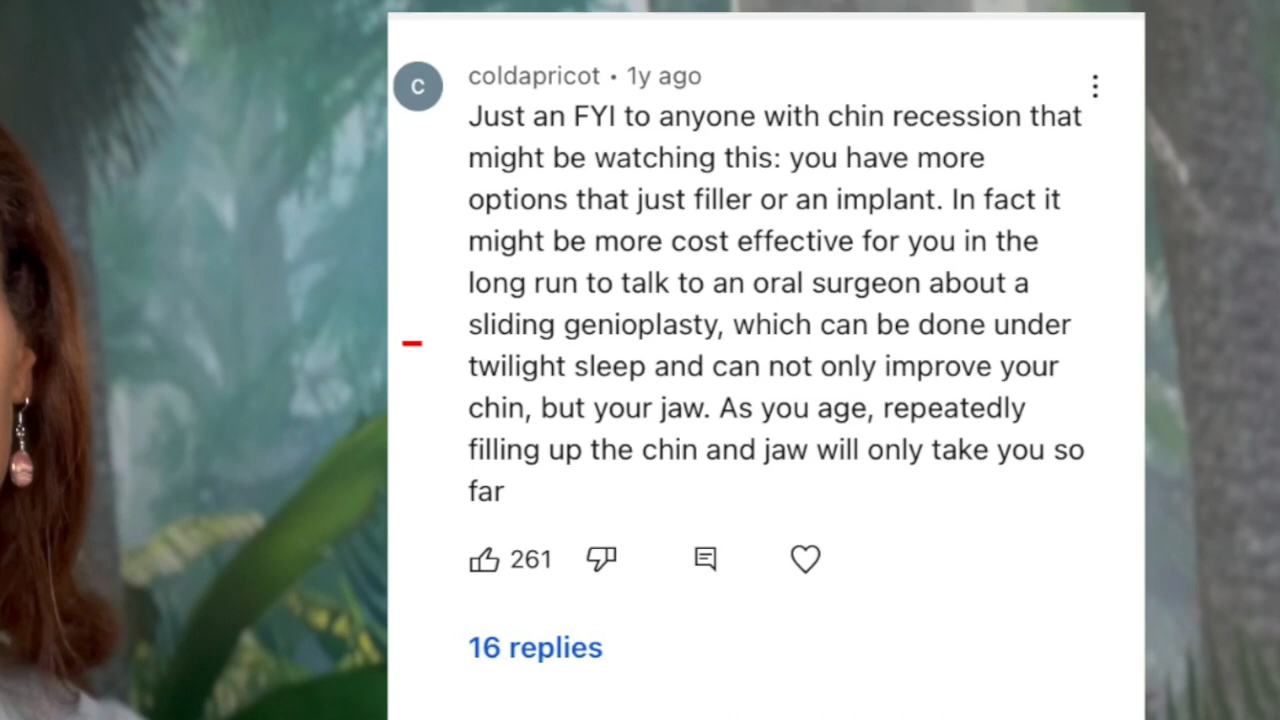 C
coldapricot • 1y ago
Just an FYI to anyone with chin recession that
might be watching this: you have more
options that just filler or an implant. In fact it
might be more cost effective for you in the
long run to talk to an oral surgeon about a
sliding genioplasty, which can be done under
twilight sleep and can not only improve your
chin, but your jaw. As you age, repeatedly
filling up the chin and jaw will only take you so
far
261
16 replies